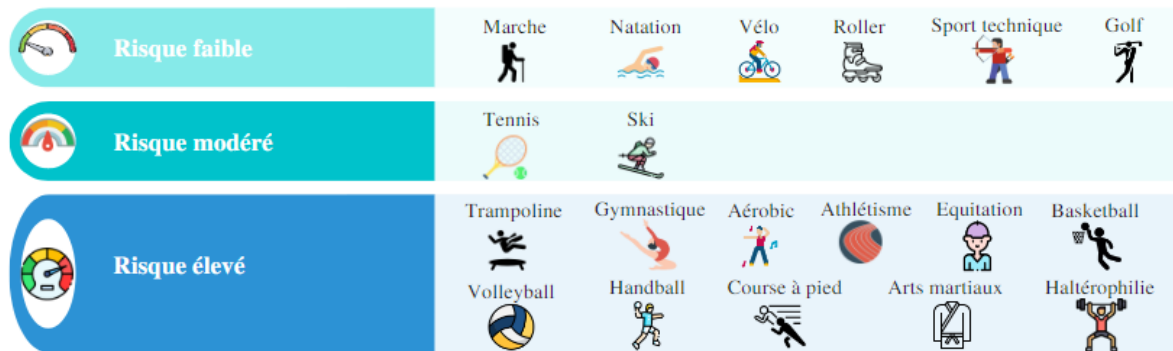 Risque faible
Marche Natation Vélo Roller Sport technique Golf
Risque modéré
Tennis Ski
Risque élevé
Trampoline Gymnastique Aérobic Athlétisme Equitation Basketball
Volleyball Handball Course à pied Arts martiaux Haltérophilie